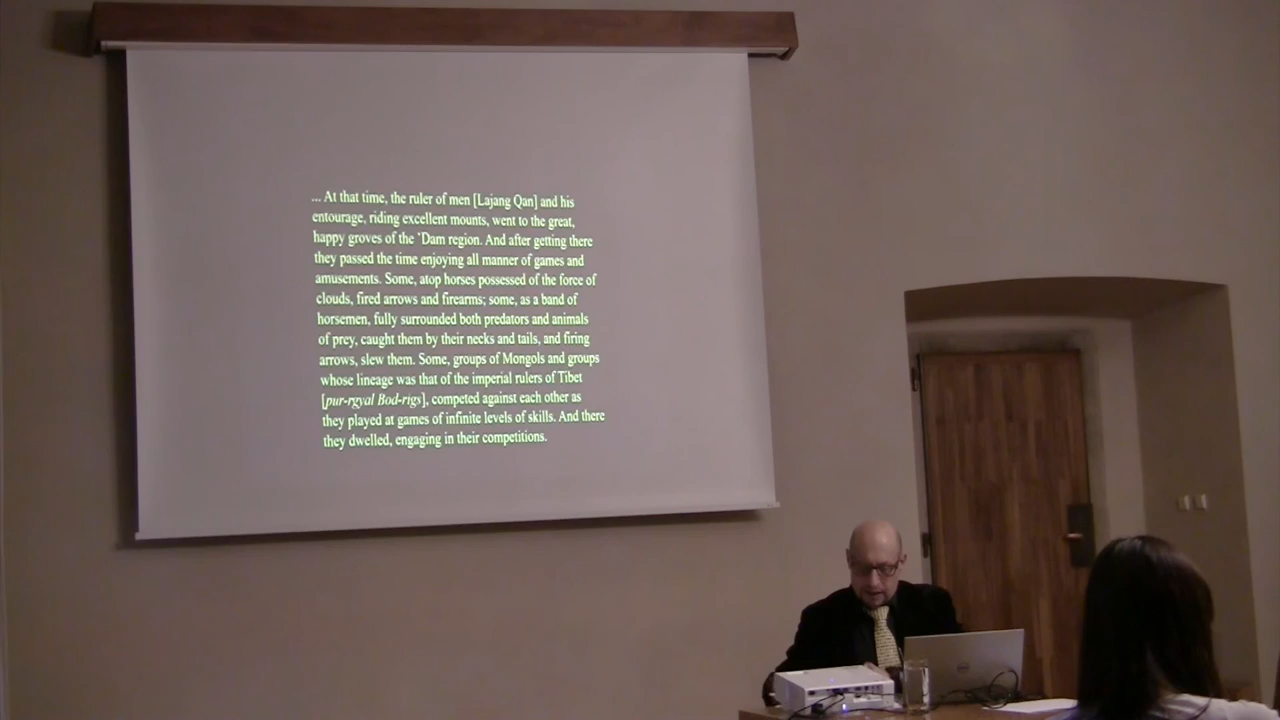 ... At that time, the ruler of men [Lajang Qan] and his
entourage, riding excellent mounts, went to the great,
happy groves of the 'Dam region. And after getting there
they passed the time enjoying all manner of games and
amusements. Some, atop horses possessed of the force of
clouds, fired arrows and firearms; some, as a band of
horsemen, fully surrounded both predators and animals
of prey, caught them by their necks and tails, and firing
arrows, slew them. Some, groups of Mongols and groups
whose lineage was that of the imperial rulers of Tibet
[pur-rgyal Bod-rigs], competed against each other as
they played at games of infinite levels of skills. And there
they dwelled, engaging in their competitions.